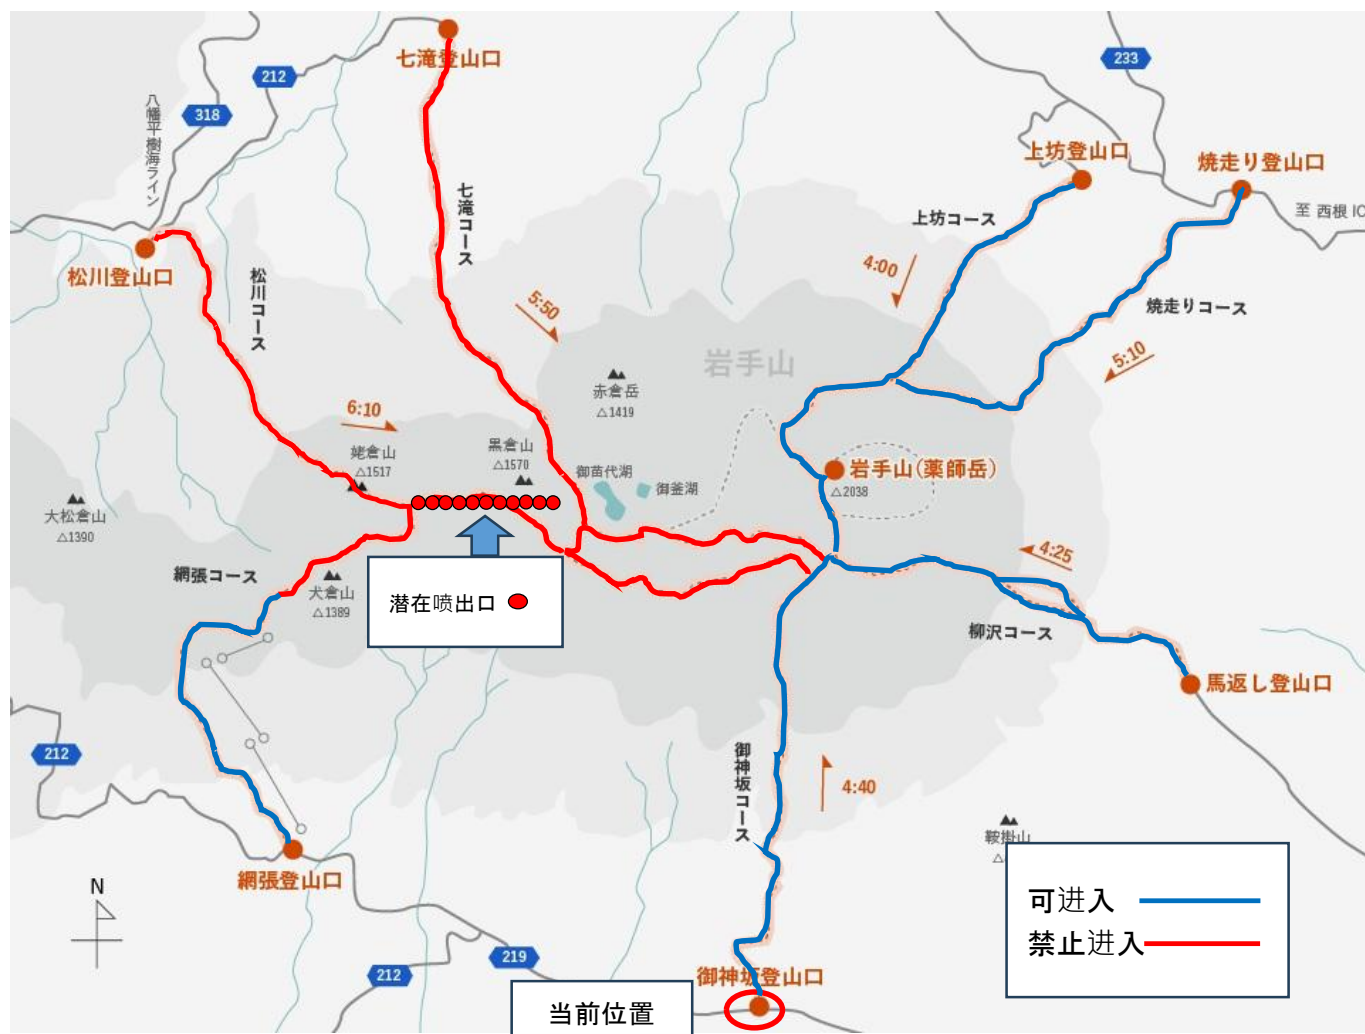 七滝登山口
233
212
318
八幡平樹海ライン
上坊登山口
焼走り登山口
至 西根 IC
七滝コース
上坊コース
松川登山口
松川コース
4:00
5:50
焼走りコース
5:10
岩手山
赤倉岳
△1419
6:10
姥倉山
△1517
黒倉山
△1570
御苗代湖
御釜湖
岩手山(薬師岳)
△2038
大松倉山
△1390
4:25
網張コース
犬倉山
△1389
潜在喷出口
柳沢コース
馬返し登山口
212
御神坂コース
4:40
鞍掛山
△
網張登山口
N
可进入
禁止进入
219
212
御神坂登山口
当前位置